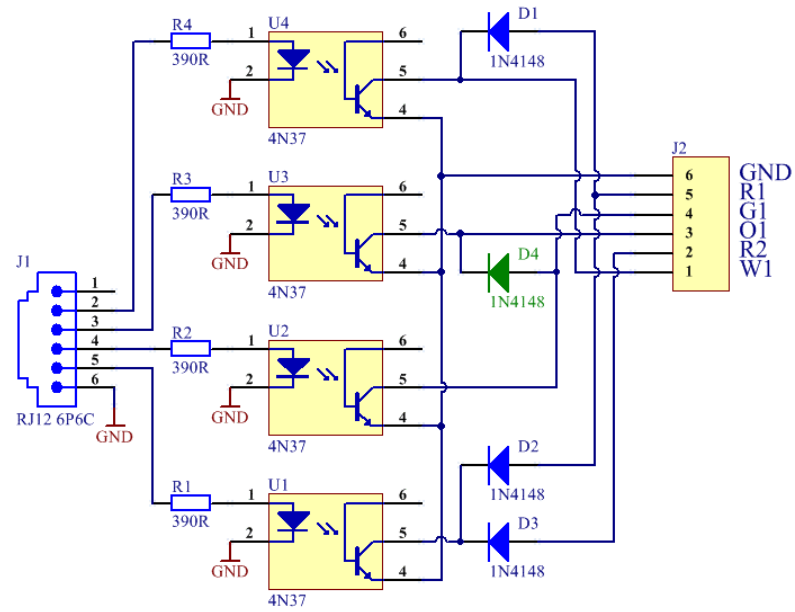 R4
390R
U4
1
2
6
5
4
GND
4N37
D1
1N4148
R3
390R
U3
1
2
6
5
4
GND
4N37
D4
1N4148
J2
6 GND
5 R1
4 G1
3 O1
2 R2
1 W1
J1
1
2
3
4
5
6
RJ12 6P6C
GND
R2
390R
U2
1
2
6
5
4
GND
4N37
R1
390R
U1
1
2
6
5
4
GND
4N37
D2
1N4148
D3
1N4148